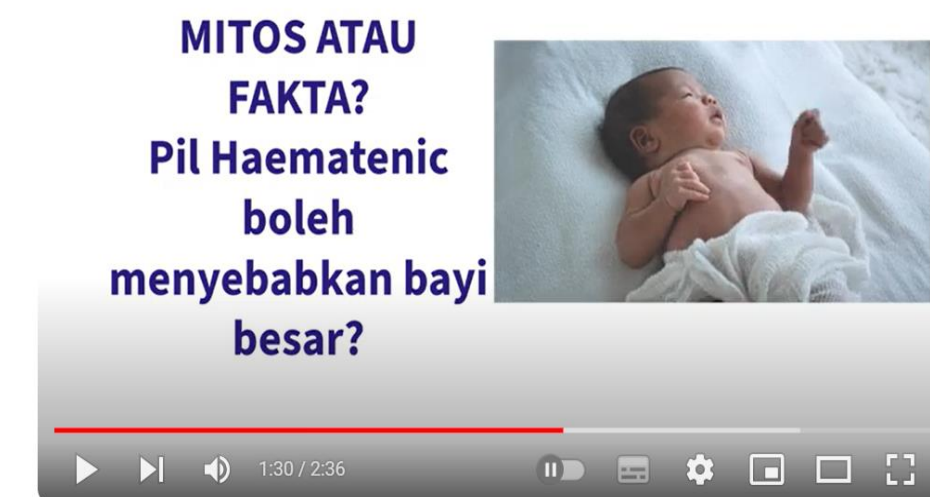 MITOS ATAU
FAKTA?
Pil Haematenic
boleh
menyebabkan bayi
besar?
1:30 / 2:36